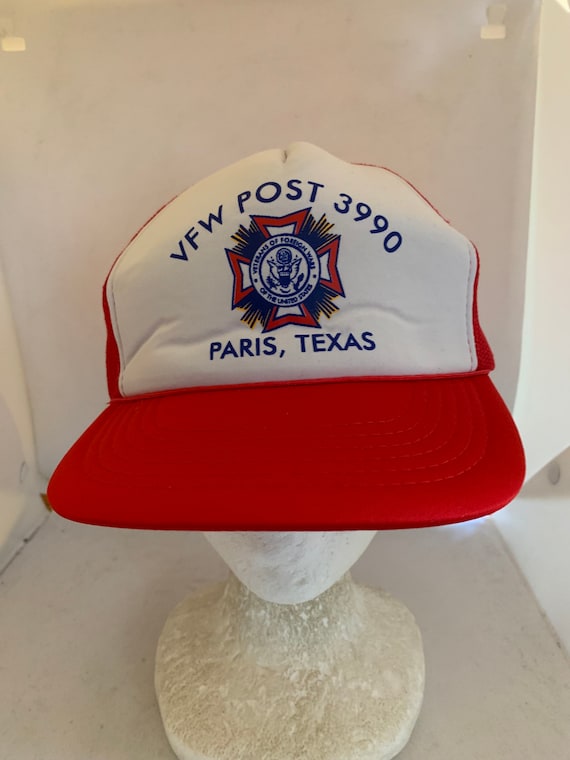 VFW POST 3990
VETERANS OF FOREIGN WARS
OF THE UNITED STATES
PARIS, TEXAS